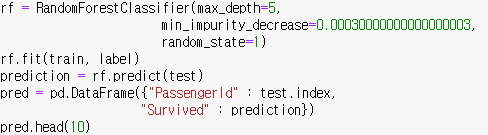 rf = RandomForestClassifier(max_depth=5,
min_impurity_decrease=0.00030000000000000003,
random_state=1)
rf.fit(train, label)
prediction = rf.predict(test)
pred = pd.DataFrame({"PassengerId" : test.index,
"Survived" : prediction})
pred.head(10)